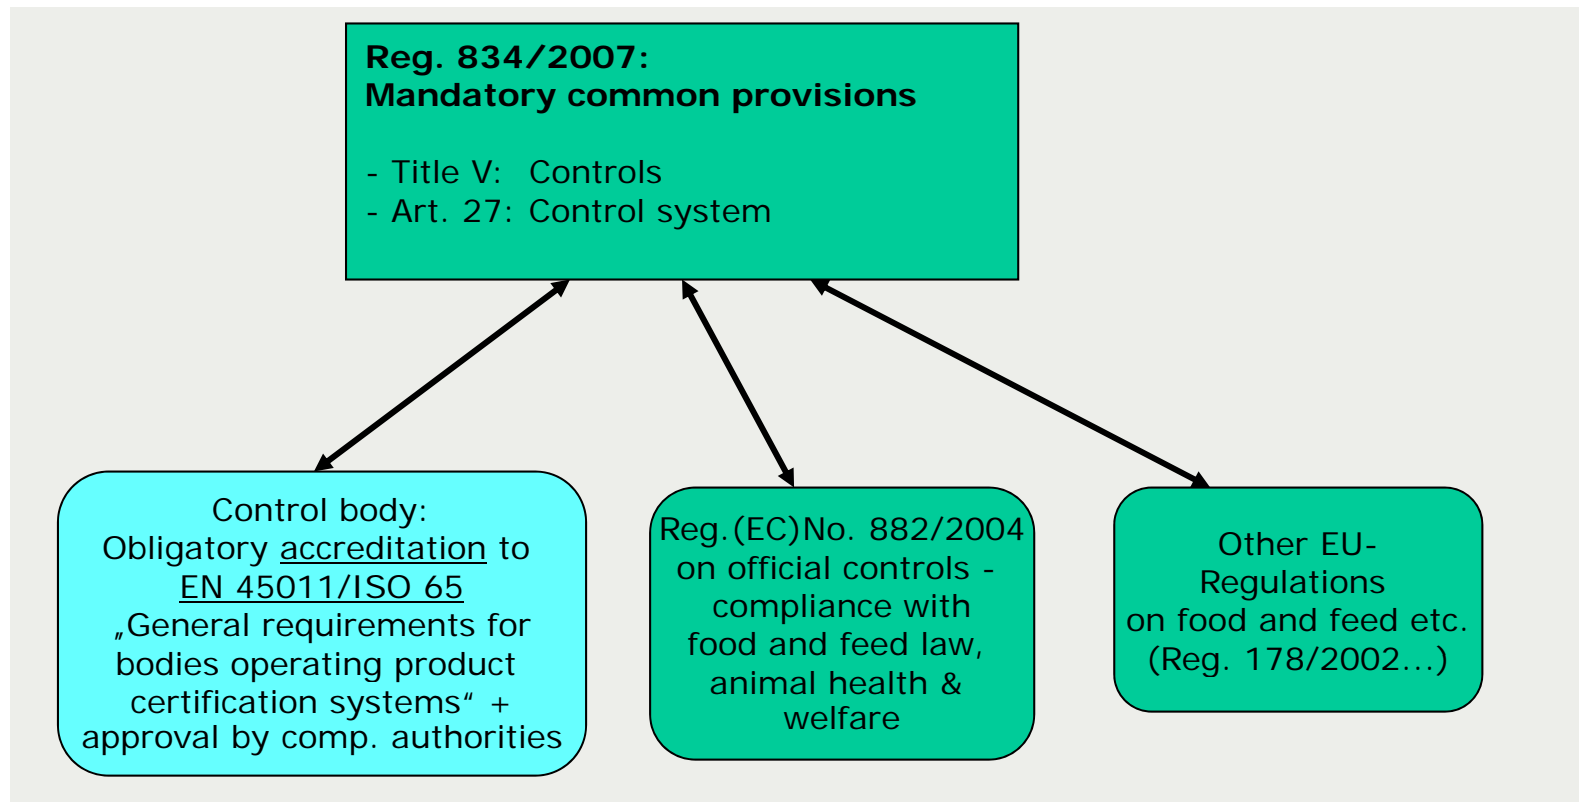 Reg. 834/2007:
Mandatory common provisions
- Title V: Controls
- Art. 27: Control system
Control body:
Obligatory accreditation to
EN 45011/ISO 65
„General requirements for
bodies operating product
certification systems“ +
approval by comp. authorities
Reg.(EC)No. 882/2004
on official controls -
compliance with
food and feed law,
animal health &
welfare
Other EU-
Regulations
on food and feed etc.
(Reg. 178/2002...)